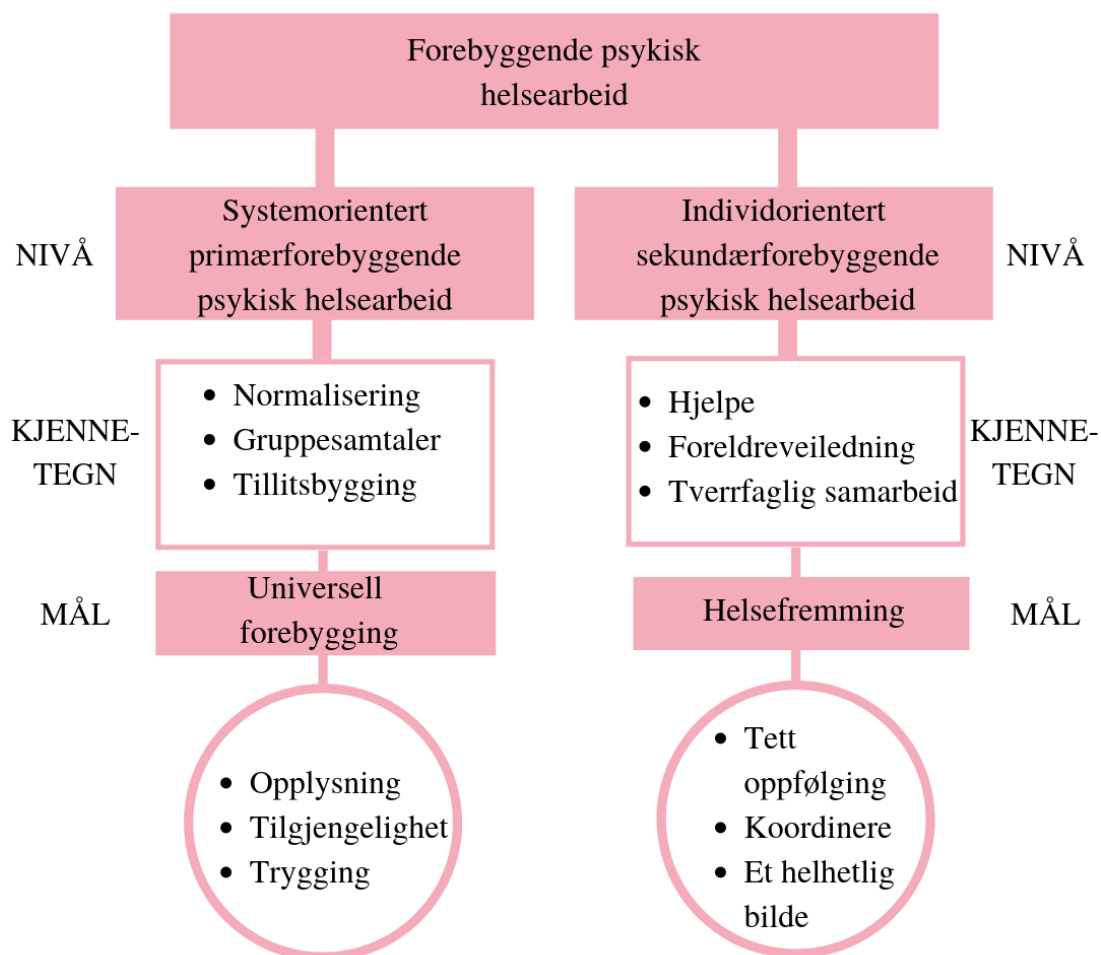 Forebyggende psykisk
helsearbeid
Systemorientert
primærforebyggende
psykisk helsearbeid
NIVÅ
Individorientert
sekundærforebyggende
psykisk helsearbeid
NIVÅ
KJENNE-
TEGN
• Normalisering
• Gruppesamtaler
• Tillitsbygging
• Hjelpe
• Foreldreveiledning
• Tverrfaglig samarbeid
KJENNE-
TEGN
MÅL
Universell
forebygging
Helsefremming
MÅL
• Opplysning
• Tilgjengelighet
• Trygging
• Tett
oppfølging
• Koordinere
• Et helhetlig
bilde